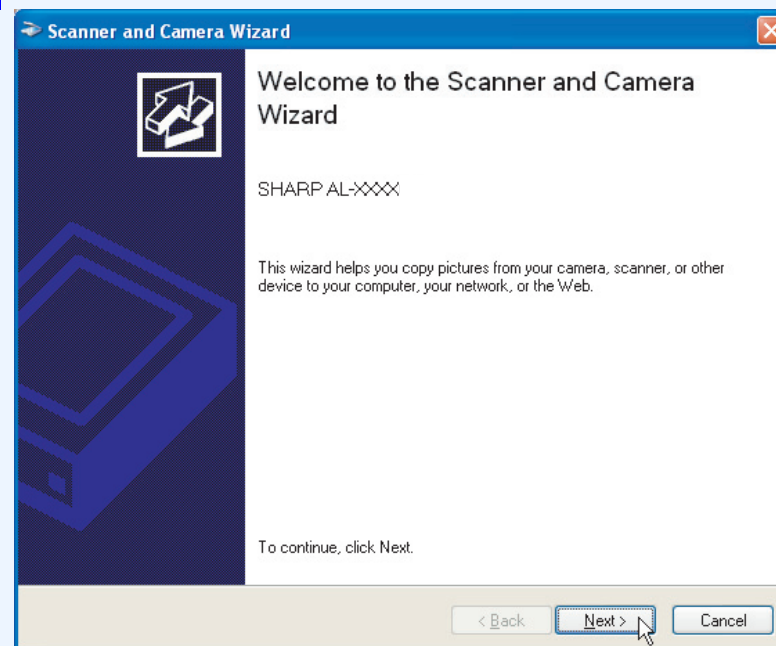 Scanner and Camera Wizard
Welcome to the Scanner and Camera
Wizard
SHARP AL-XXXX
This wizard helps you copy pictures from your camera, scanner, or other
device to your computer, your network, or the Web.
To continue, click Next.
< Back Next > Cancel